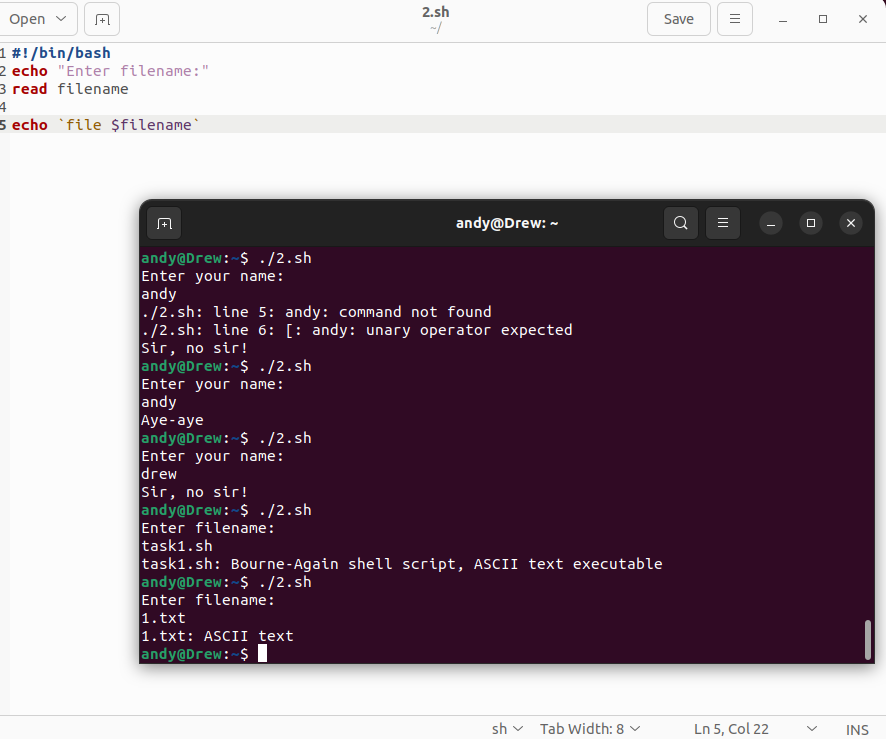 Open
2.sh
~/
Save
1 #!/bin/bash
2 echo "Enter filename:"
3 read filename
4
5 echo `file $filename`
andy@Drew: ~
andy@Drew:~$ ./2.sh
Enter your name:
andy
./2.sh: line 5: andy: command not found
./2.sh: line 6: [: andy: unary operator expected
Sir, no sir!
andy@Drew:~$ ./2.sh
Enter your name:
andy
Aye-aye
andy@Drew:~$ ./2.sh
Enter your name:
drew
Sir, no sir!
andy@Drew:~$ ./2.sh
Enter filename:
task1.sh
task1.sh: Bourne-Again shell script, ASCII text executable
andy@Drew:~$ ./2.sh
Enter filename:
1.txt
1.txt: ASCII text
andy@Drew:~$
sh Tab Width: 8 Ln 5, Col 22 INS